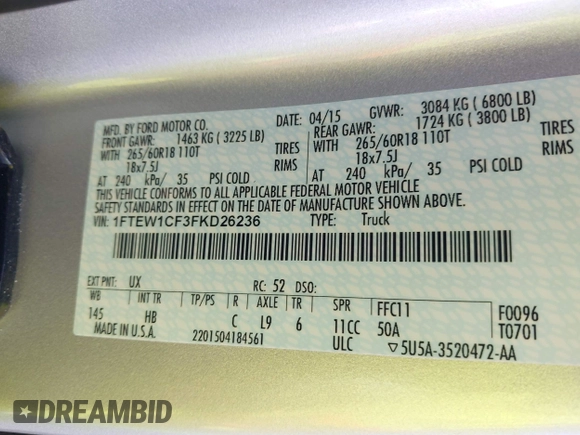 MFD. BY FORD MOTOR CO.
DATE: 04/15 GVWR: 3084 KG ( 6800 LB)
FRONT GAWR: 1463 KG ( 3225 LB)
REAR GAWR: 1724 KG ( 3800 LB)
WITH 265/60R18 110T TIRES
WITH 265/60R18 110T TIRES
18x7.5J RIMS
18x7.5J RIMS
AT 240 kPa/ 35 PSI COLD
AT 240 kPa/ 35 PSI COLD
THIS VEHICLE CONFORMS TO ALL APPLICABLE FEDERAL MOTOR VEHICLE
SAFETY STANDARDS IN EFFECT ON THE DATE OF MANUFACTURE SHOWN ABOVE.
VIN: 1FTEW1CF3FKD26236 TYPE: Truck
EXT PNT: UX RC: 52 DSO:
WB INT TR TP/PS R AXLE TR SPR FFC11 F0096
145 HB C L9 6 11CC 50A T0701
MADE IN U.S.A. 2201504184561 ULC ▽5U5A-3520472-AA
DREAMBID